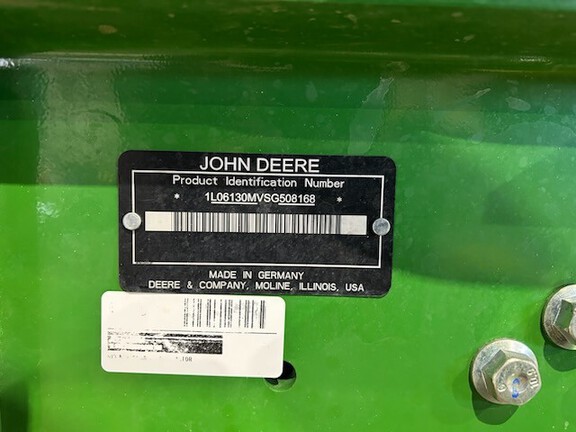 JOHN DEERE
Product Identification Number
* 1L06130MVSG508168 *
MADE IN GERMANY
DEERE & COMPANY, MOLINE, ILLINOIS, USA